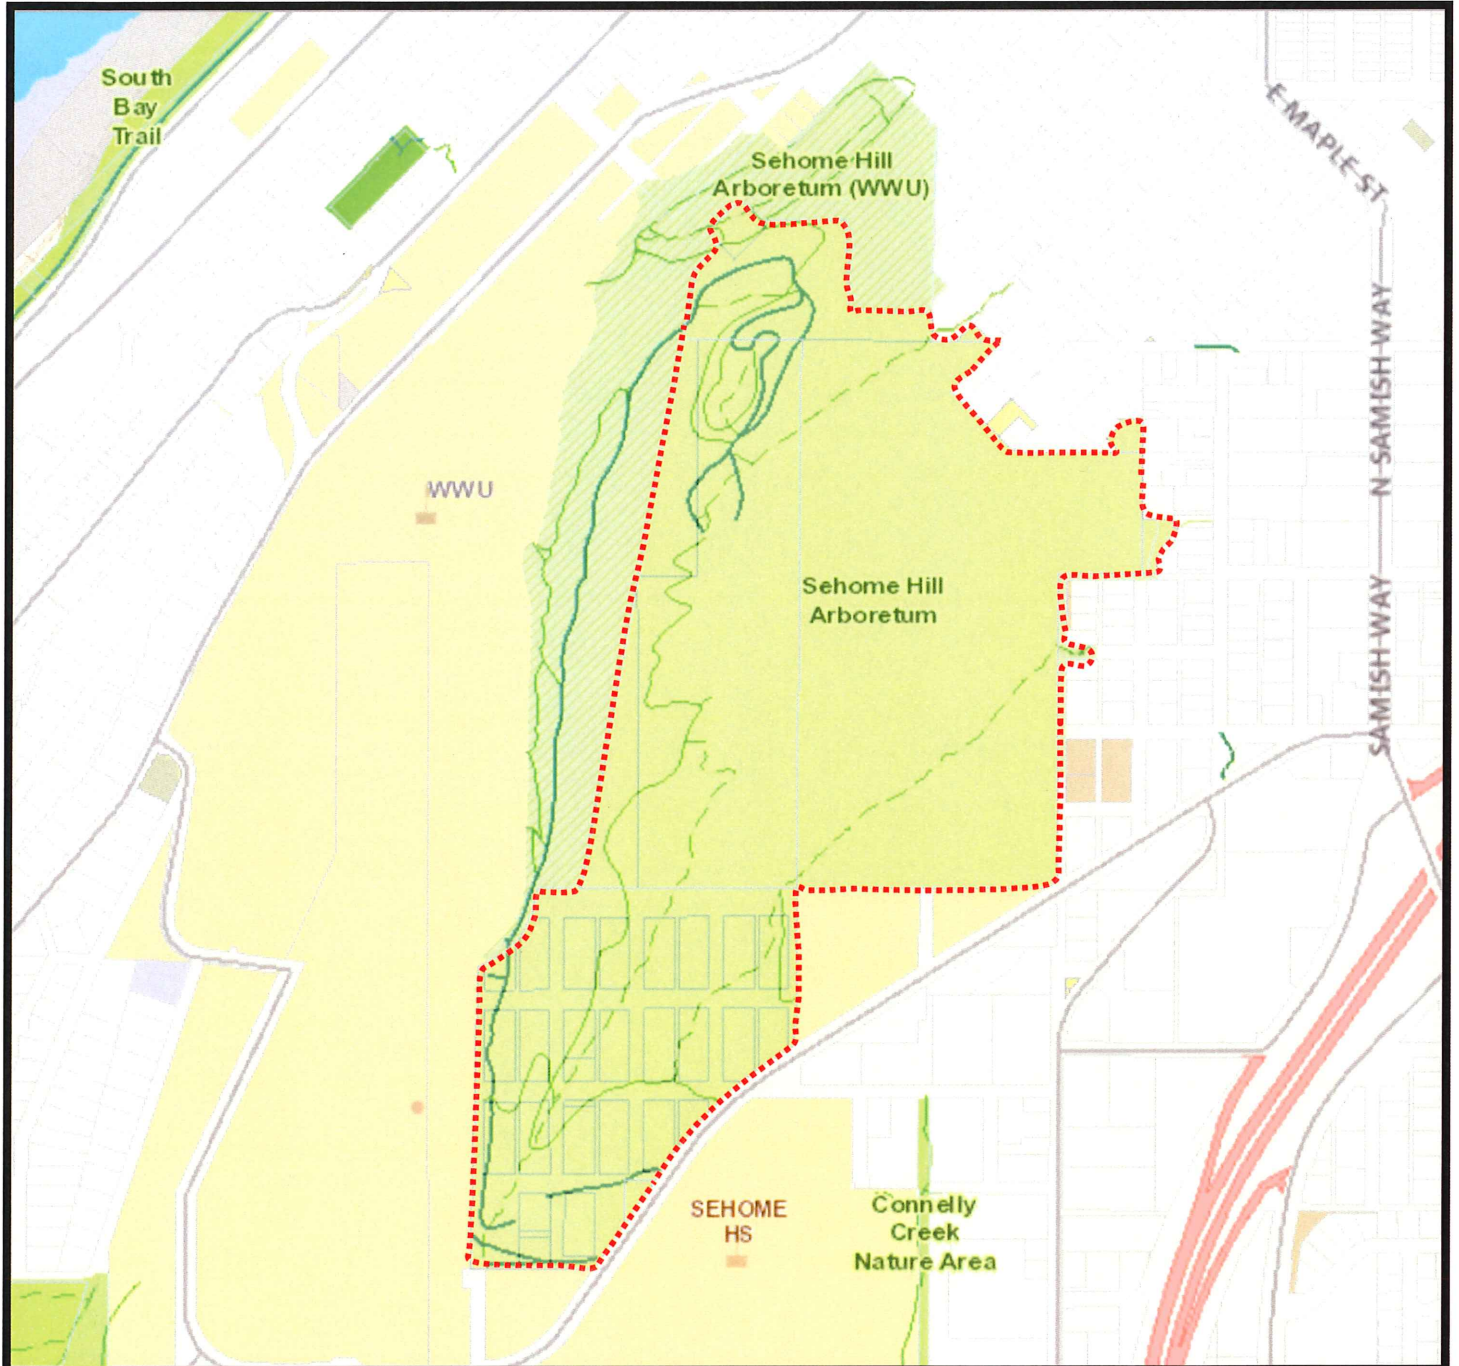 South
Bay
Trail
E-MAPLE-ST
Sehome Hill
Arboretum (WWU)
N-SAMISH-WAY
WWU
Sehome Hill
Arboretum
SAMISH-WAY
SEHOME
HS
Connelly
Creek
Nature Area